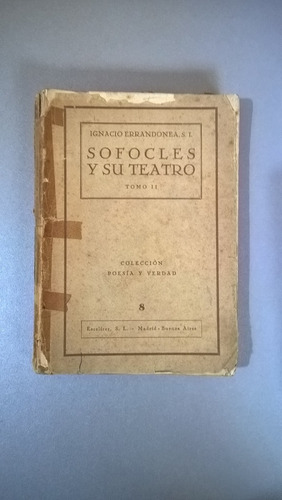 IGNACIO ERRANDONEA, S. I.
SOFOCLES
Y SU TEATRO
TOMO II
COLECCIÓN
POESÍA Y VERDAD
8
Escelicer, S. L. - Madrid - Buenos Aires